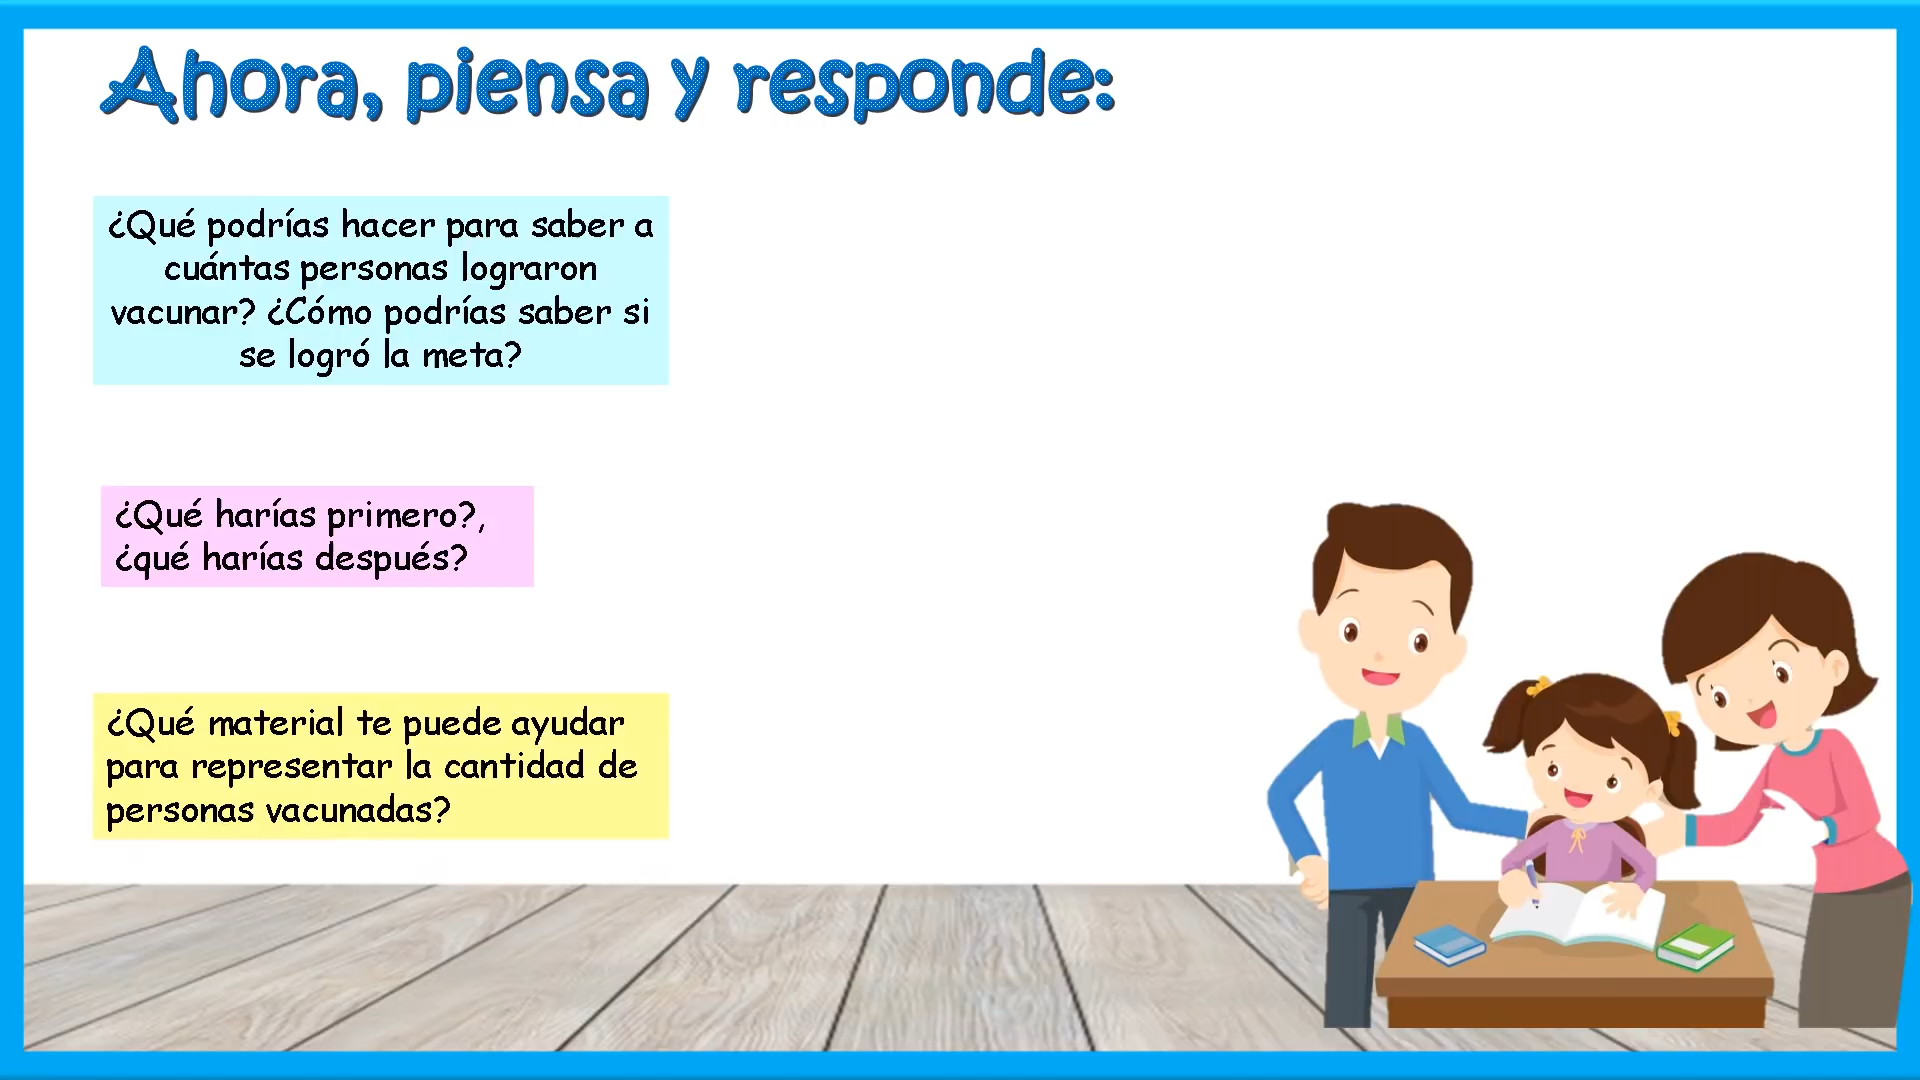 Ahora, piensa y responde:
¿Qué podrías hacer para saber a
cuántas personas lograron
vacunar? ¿Cómo podrías saber si
se logró la meta?
¿Qué harías primero?,
¿qué harías después?
¿Qué material te puede ayudar
para representar la cantidad de
personas vacunadas?